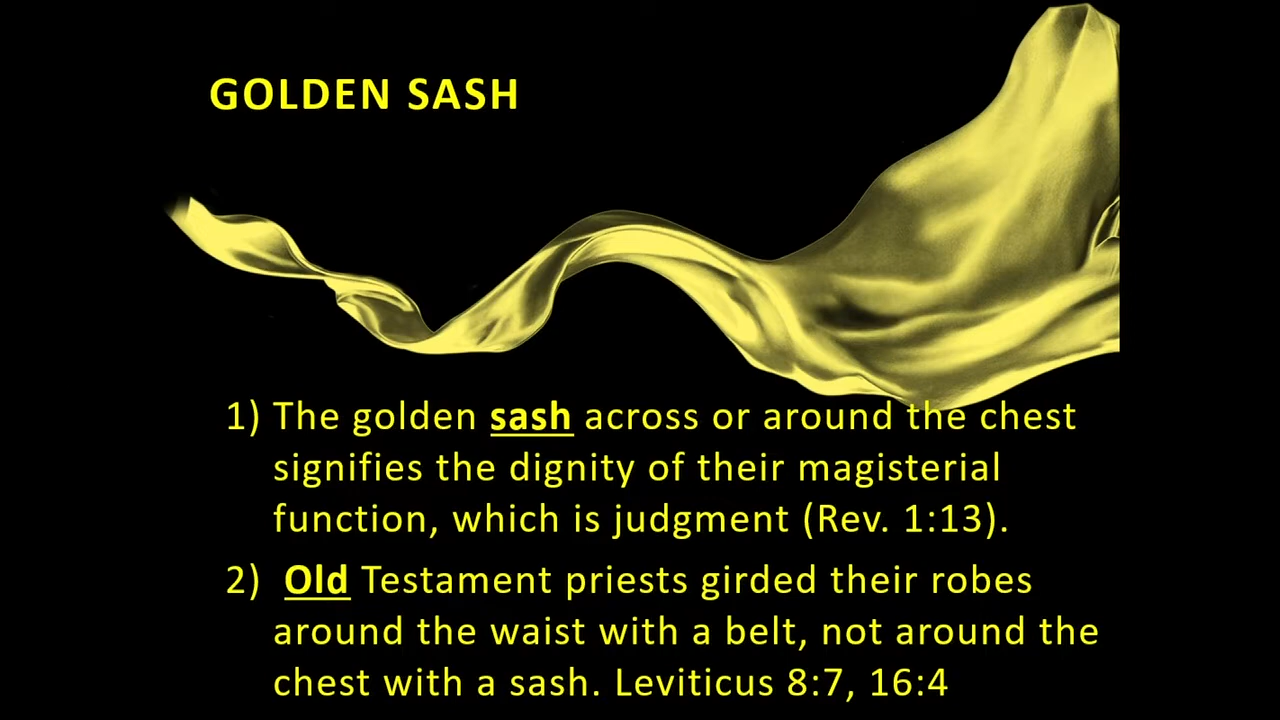 GOLDEN SASH
1) The golden sash across or around the chest
signifies the dignity of their magisterial
function, which is judgment (Rev. 1:13).
2) Old Testament priests girded their robes
around the waist with a belt, not around the
chest with a sash. Leviticus 8:7, 16:4